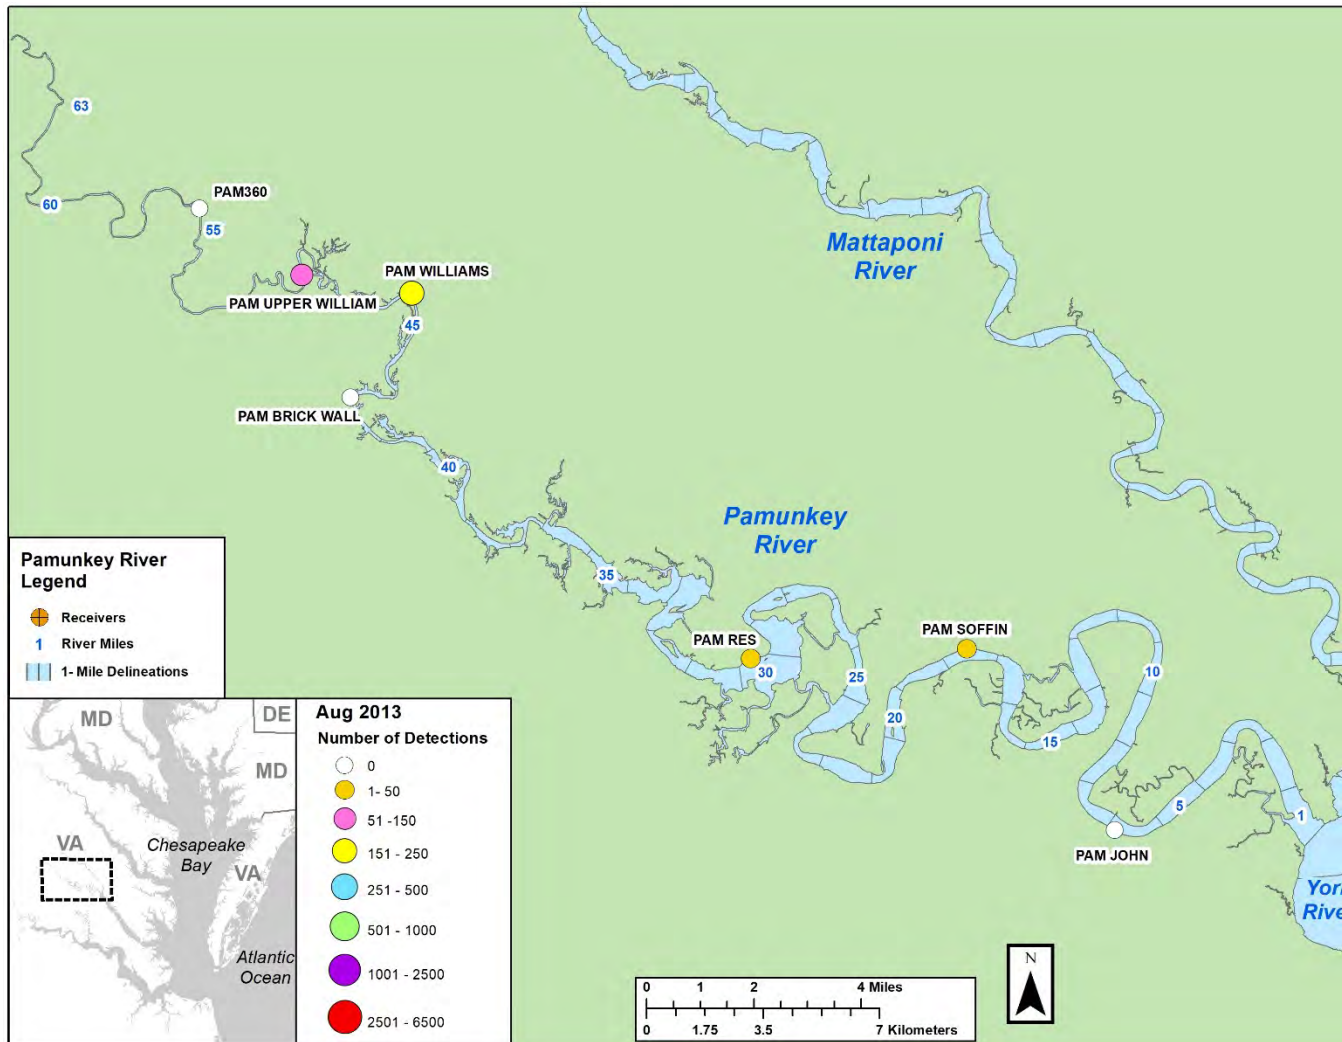 63
PAM360
60
55
PAM WILLIAMS
PAM UPPER WILLIAM
45
PAM BRICK WALL
40
Mattaponi
River
Pamunkey
River
35
PAM RES
30
25
PAM SOFFIN
20
15
10
5
1
PAM JOHN
York
River
Pamunkey River
Legend
Receivers
1 River Miles
1- Mile Delineations
MD
DE
MD
VA
Chesapeake
Bay
VA
Atlantic
Ocean
Aug 2013
Number of Detections
0
1- 50
51 -150
151 - 250
251 - 500
501 - 1000
1001 - 2500
2501 - 6500
0 1 2 4 Miles
0 1.75 3.5 7 Kilometers
N